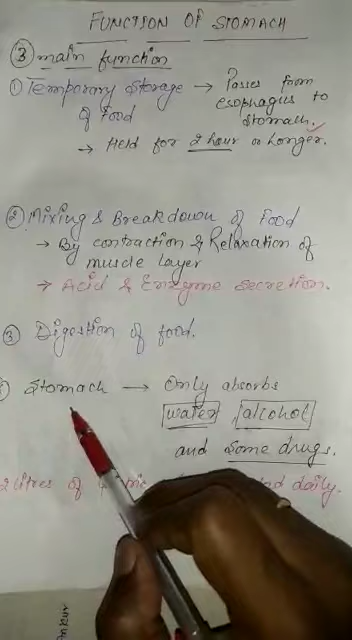 FUNCTION OF STOMACH
③ main function
① Temporary Storage → Passes from
of Food esophagus to
stomach.
→ Held for 2 hour or Longer.
② Mixing & Breakdown of Food
→ By contraction & Relaxation of
muscle layer
→ Acid & Enzyme Secretion.
③ Digestion of food.
Stomach → Only absorbs
water, alcohol
and some drugs.
2 litres of daily.